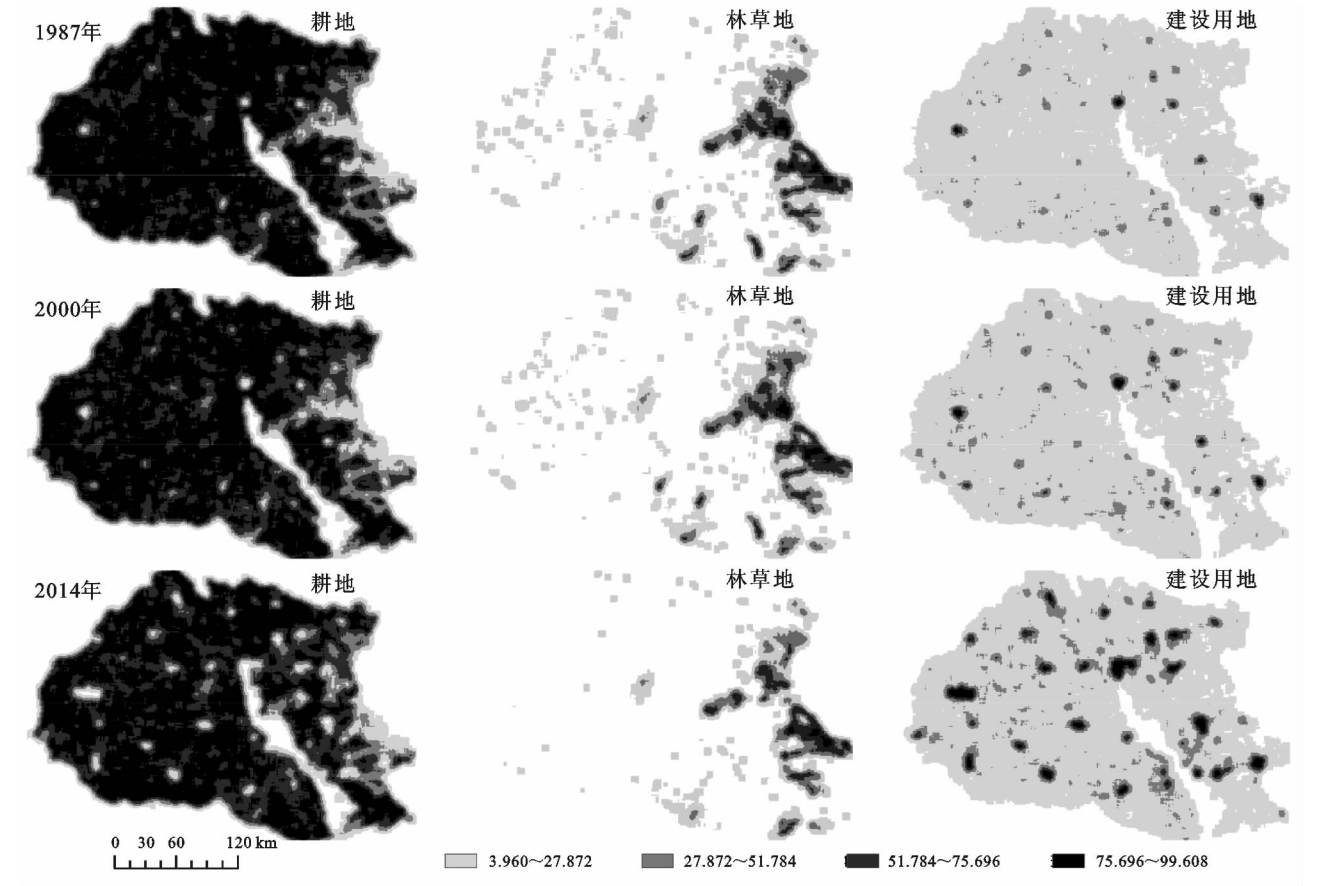 1987年 耕地 林草地 建设用地
2000年 耕地 林草地 建设用地
2014年 耕地 林草地 建设用地
0 30 60 120 km
3.960～27.872 27.872～51.784 51.784～75.696 75.696～99.608